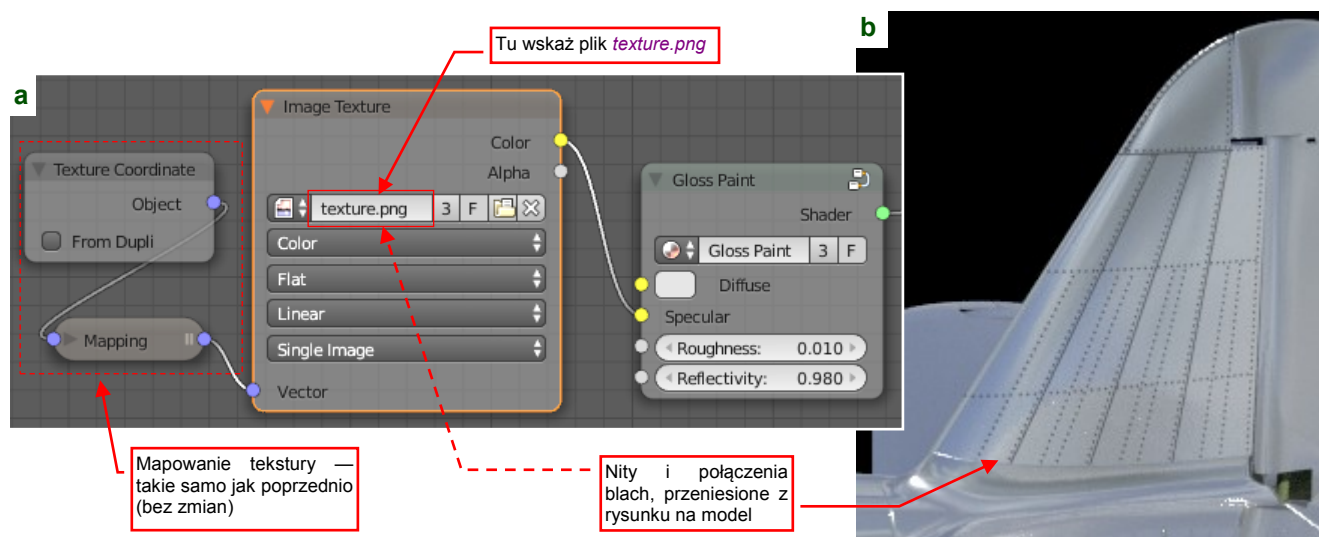 Tu wskaż plik texture.png
b
a
Image Texture
Color
Alpha
texture.png 3 F
Color
Flat
Linear
Single Image
Vector
Texture Coordinate
Object
From Dupli
Mapping
Gloss Paint
Shader
Gloss Paint 3 F
Diffuse
Specular
Roughness: 0.010
Reflectivity: 0.980
Mapowanie tekstury —
takie samo jak poprzednio
(bez zmian)
Nity i połączenia
blach, przeniesione z
rysunku na model